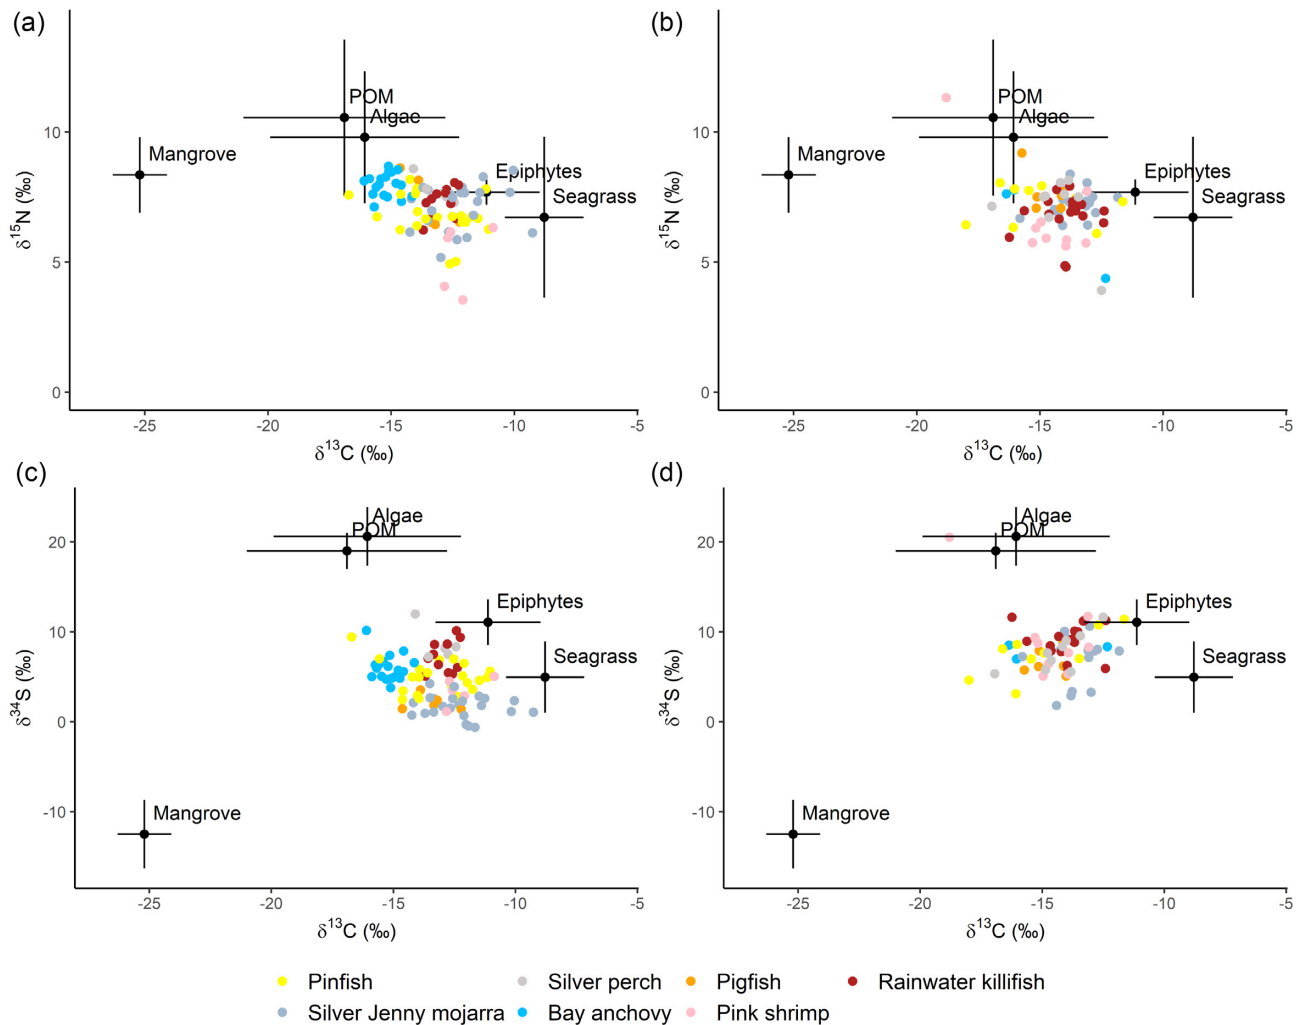 (a)
10
5
0
δ15N (‰)
POM
Algae
Mangrove
Epiphytes
Seagrass
-25
-20
-15
-10
-5
δ13C (‰)
(b)
10
5
0
δ15N (‰)
POM
Algae
Mangrove
Epiphytes
Seagrass
-25
-20
-15
-10
-5
δ13C (‰)
(c)
20
10
0
-10
δ34S (‰)
Algae
POM
Epiphytes
Seagrass
Mangrove
-25
-20
-15
-10
-5
δ13C (‰)
(d)
20
10
0
-10
δ34S (‰)
Algae
POM
Epiphytes
Seagrass
Mangrove
-25
-20
-15
-10
-5
δ13C (‰)
Pinfish
Silver perch
Pigfish
Rainwater killifish
Silver Jenny mojarra
Bay anchovy
Pink shrimp